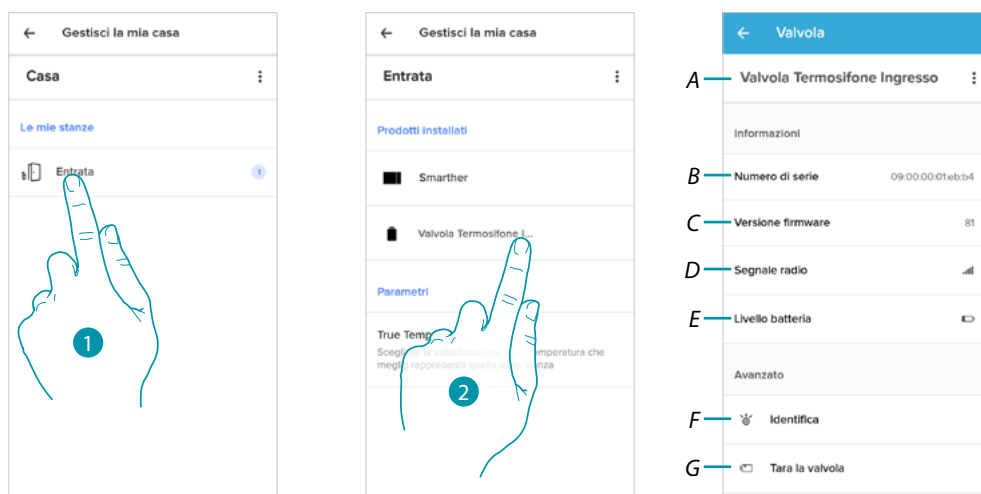 ← Gestisci la mia casa
Casa
Le mie stanze
Entrata 1
1
← Gestisci la mia casa
Entrata
Prodotti installati
Smarther
Valvola Termosifone I...
Parametri
True Temp
Scegli la visualizzazione temperatura che
meglio rappresenta quella stanza
2
← Valvola
A Valvola Termosifone Ingresso
Informazioni
B Numero di serie 09:00:00:01:eb:b4
C Versione firmware 81
D Segnale radio
E Livello batteria
Avanzato
F Identifica
G Tara la valvola